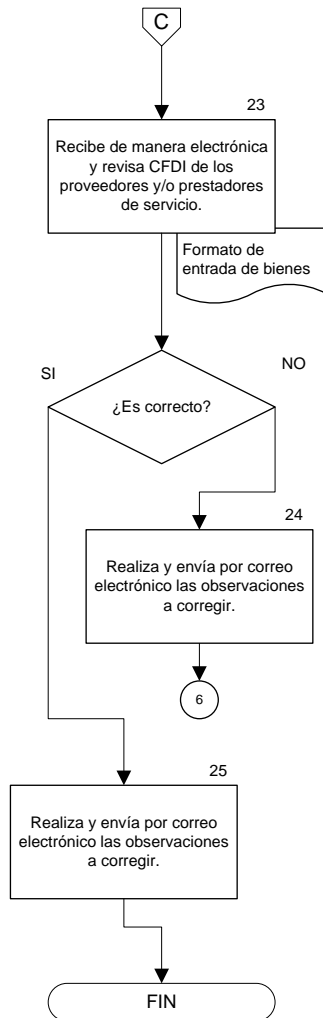 C
23
Recibe de manera electrónica
y revisa CFDI de los
proveedores y/o prestadores
de servicio.
Formato de
entrada de bienes
SI
NO
¿Es correcto?
24
Realiza y envía por correo
electrónico las observaciones
a corregir.
6
25
Realiza y envía por correo
electrónico las observaciones
a corregir.
FIN